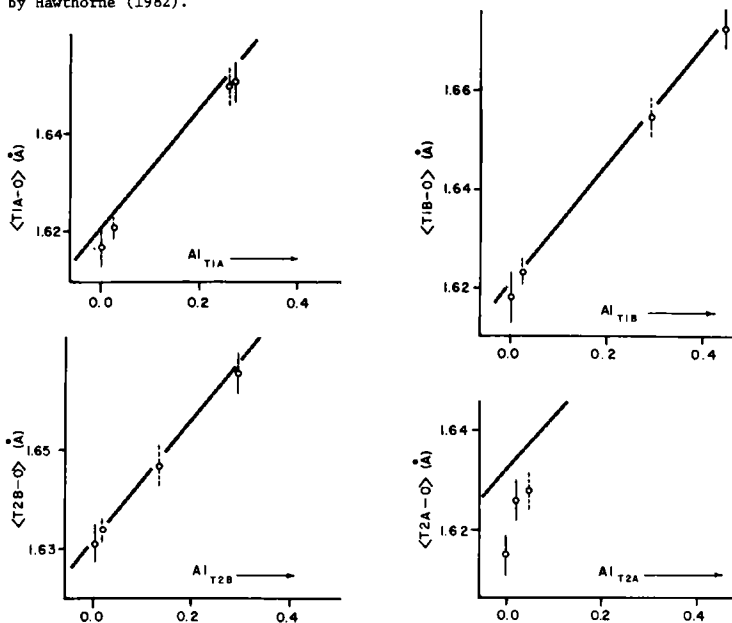 by Hawthorne (1982).
1.64
1.62
<T1A-O> (Å)
Al T1A
0.0 0.2 0.4
1.66
1.64
1.62
<T1B-O> (Å)
Al T1B
0.0 0.2 0.4
1.65
1.63
<T2B-O> (Å)
Al T2B
0.0 0.2 0.4
1.64
1.62
<T2A-O> (Å)
Al T2A
0.0 0.2 0.4